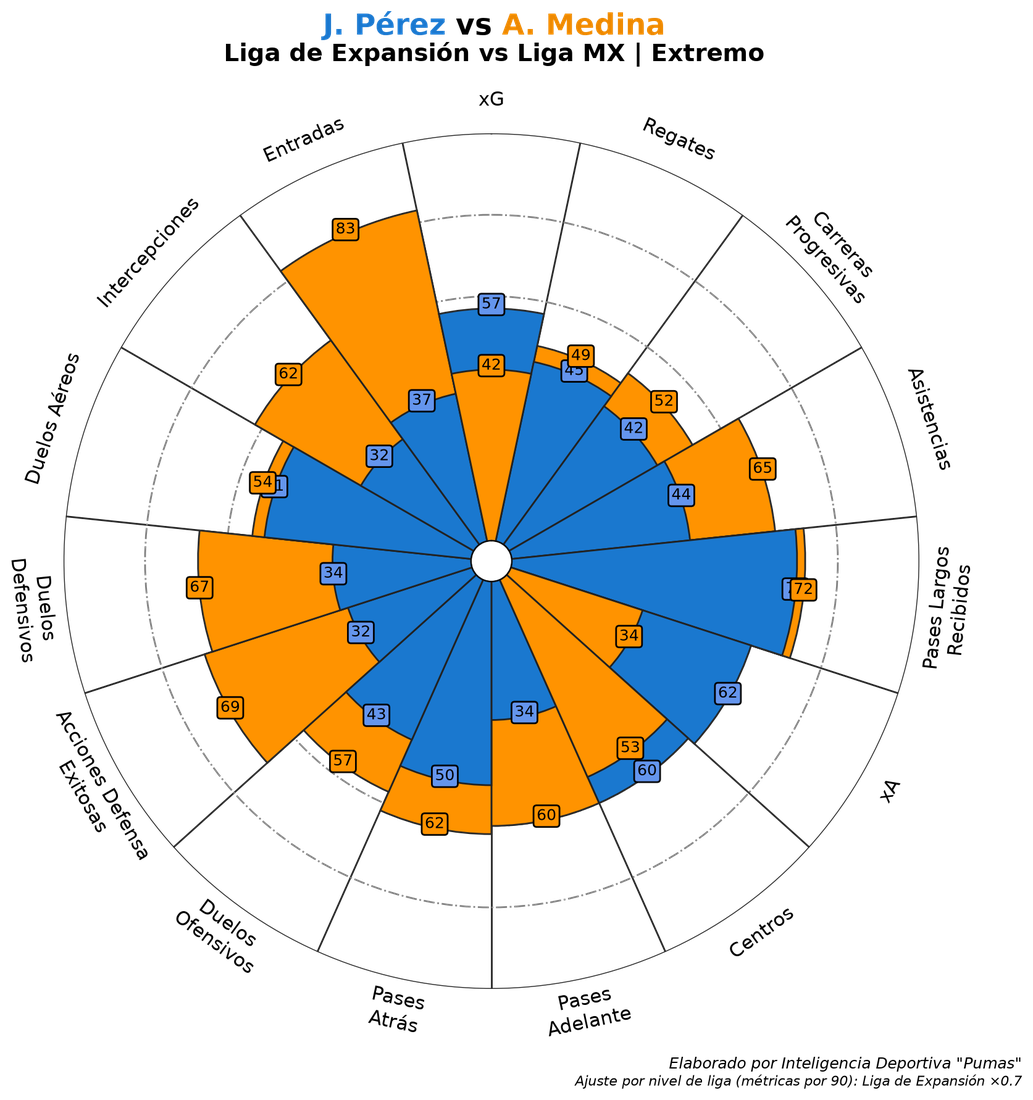 J. Pérez vs A. Medina
Liga de Expansión vs Liga MX | Extremo
xG
Regates
Carreras
Progresivas
Asistencias
Pases Largos
Recibidos
xA
Centros
Pases
Adelante
Pases
Atrás
Duelos
Ofensivos
Acciones Defensa
Exitosas
Duelos
Defensivos
Duelos Aéreos
Intercepciones
Entradas
57
42
49
45
52
42
65
44
72
62
34
60
53
34
60
50
62
43
57
32
69
34
67
54
32
62
37
83
Elaborado por Inteligencia Deportiva "Pumas"
Ajuste por nivel de liga (métricas por 90): Liga de Expansión ×0.7